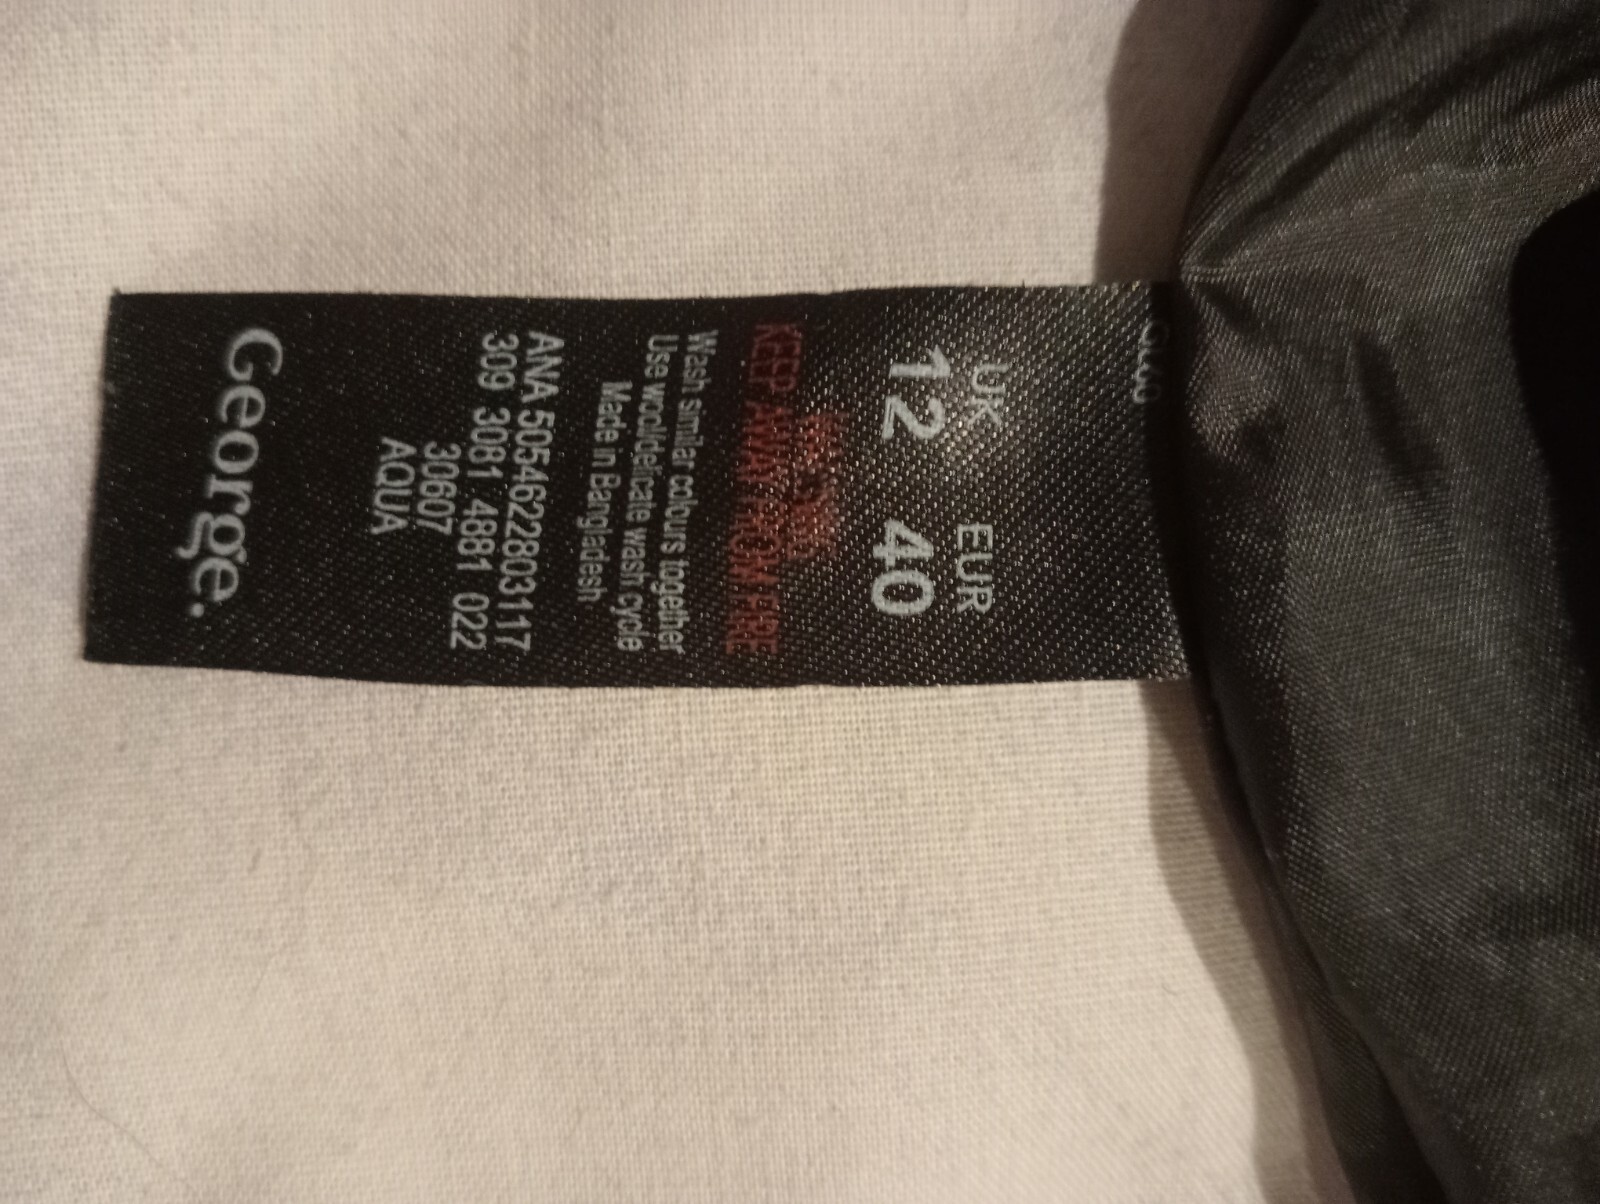 UK EUR
12 40
KEEP AWAY FROM FIRE
Wash similar colours together
Use wool/delicate wash cycle
Made in Bangladesh
ANA 5054622803117
309 3081 4881 022
30607
AQUA
George.